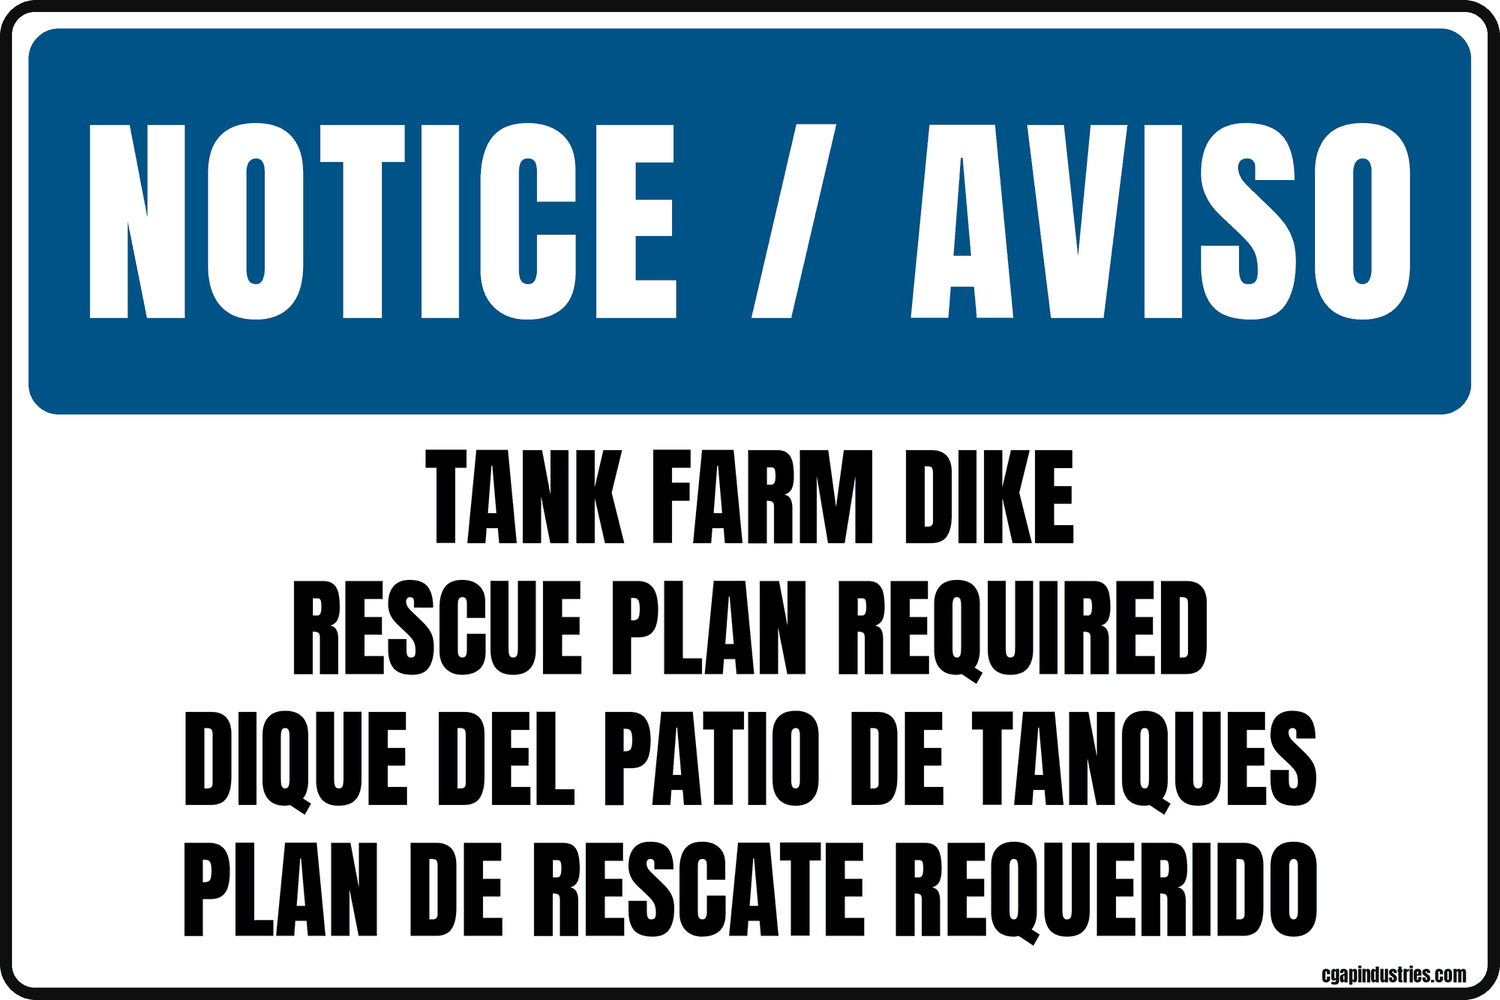 NOTICE / AVISO
TANK FARM DIKE
RESCUE PLAN REQUIRED
DIQUE DEL PATIO DE TANQUES
PLAN DE RESCATE REQUERIDO
cgapindustries.com